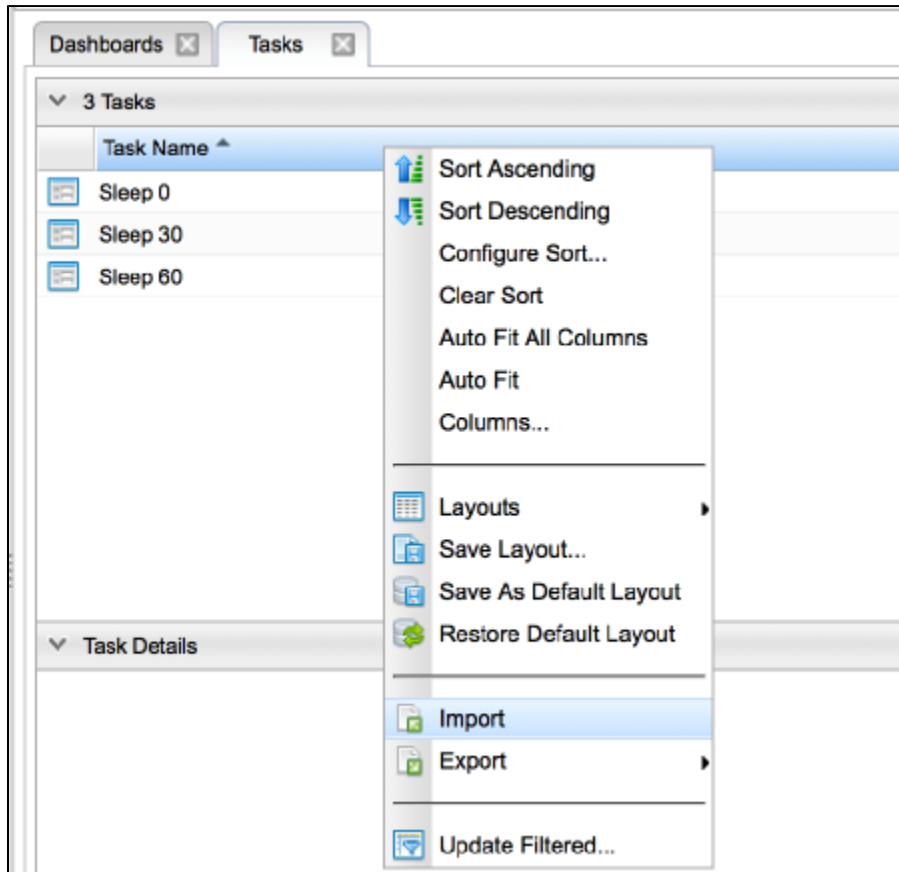 Dashboards Tasks
3 Tasks
Task Name
Sleep 0
Sleep 30
Sleep 60
Sort Ascending
Sort Descending
Configure Sort...
Clear Sort
Auto Fit All Columns
Auto Fit
Columns...
Layouts
Save Layout...
Save As Default Layout
Restore Default Layout
Task Details
Import
Export
Update Filtered...